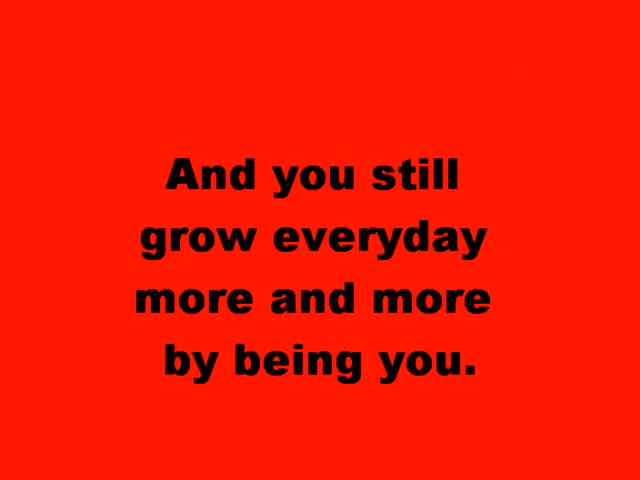 And you still
grow everyday
more and more
by being you.